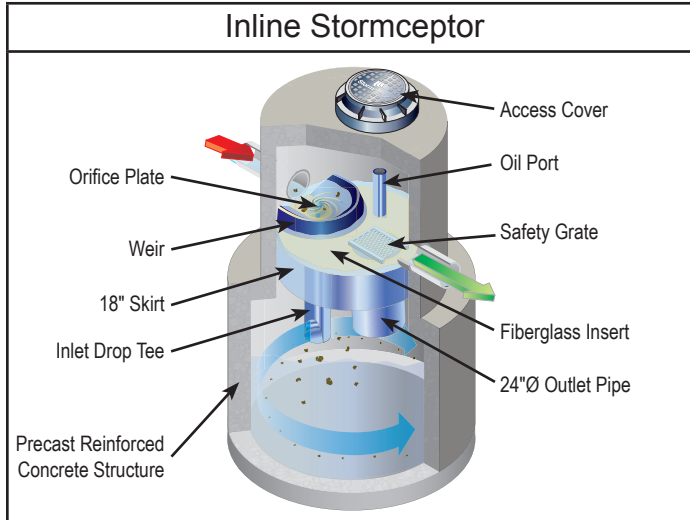 Inline Stormceptor
Access Cover
Oil Port
Orifice Plate
Safety Grate
Weir
18" Skirt
Fiberglass Insert
Inlet Drop Tee
24"Ø Outlet Pipe
Precast Reinforced
Concrete Structure